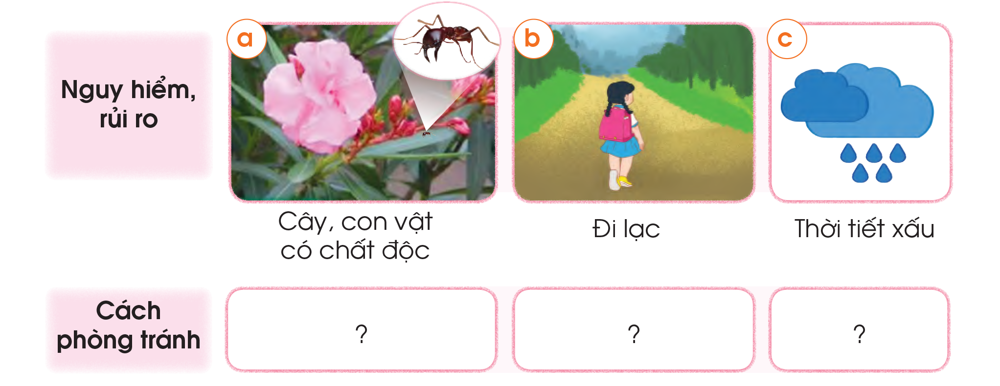 Nguy hiểm,
rủi ro
a
b
c
Cây, con vật
có chất độc
Đi lạc
Thời tiết xấu
Cách
phòng tránh
?
?
?